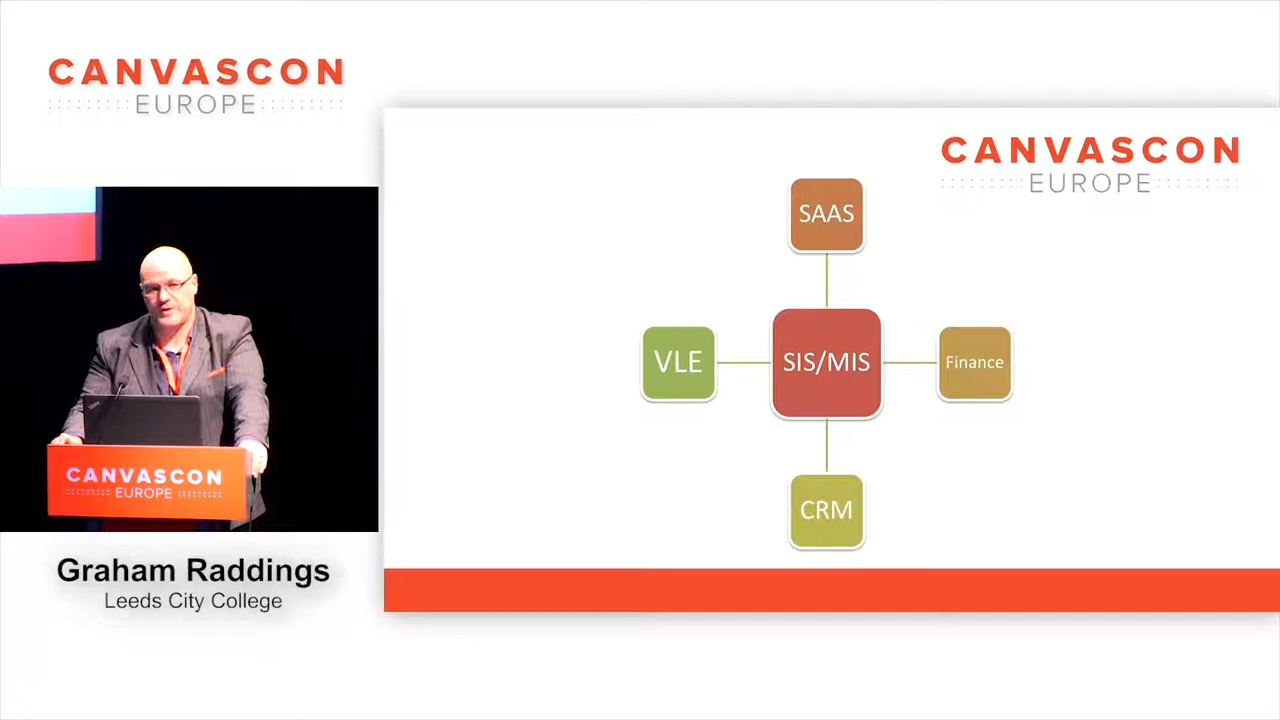 CANVASCON
EUROPE
CANVASCON
EUROPE
SAAS
VLE
SIS/MIS
Finance
CRM
CANVASCON
EUROPE
Graham Raddings
Leeds City College